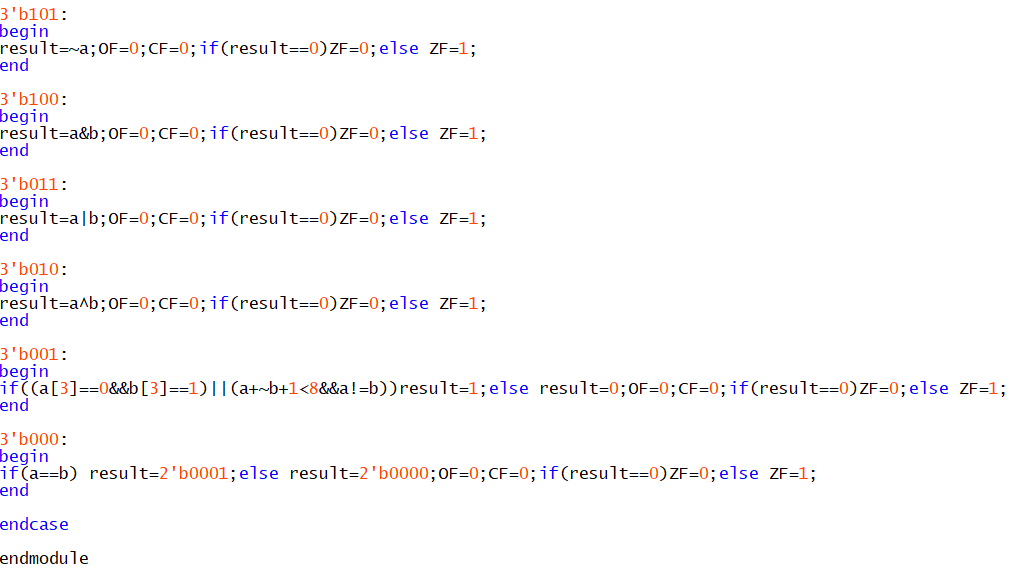 3'b101:
begin
result=~a;OF=0;CF=0;if(result==0)ZF=0;else ZF=1;
end
3'b100:
begin
result=a&b;OF=0;CF=0;if(result==0)ZF=0;else ZF=1;
end
3'b011:
begin
result=a|b;OF=0;CF=0;if(result==0)ZF=0;else ZF=1;
end
3'b010:
begin
result=a^b;OF=0;CF=0;if(result==0)ZF=0;else ZF=1;
end
3'b001:
begin
if((a[3]==0&&b[3]==1)||(a+~b+1<8&&a!=b))result=1;else result=0;OF=0;CF=0;if(result==0)ZF=0;else ZF=1;
end
3'b000:
begin
if(a==b) result=2'b0001;else result=2'b0000;OF=0;CF=0;if(result==0)ZF=0;else ZF=1;
end
endcase
endmodule